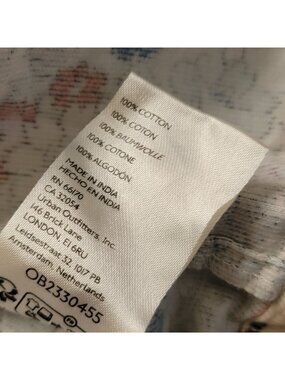 100% COTTON
100% COTON
100% BAUMWOLLE
100% COTONE
100% ALGODÓN
MADE IN INDIA
HECHO EN INDIA
RN 66170
CA 32054
Urban Outfitters, Inc.
146 Brick Lane
LONDON, E1 6RU
Leidsestraat 32, 1017 PB
Amsterdam, Netherlands
OB2330455